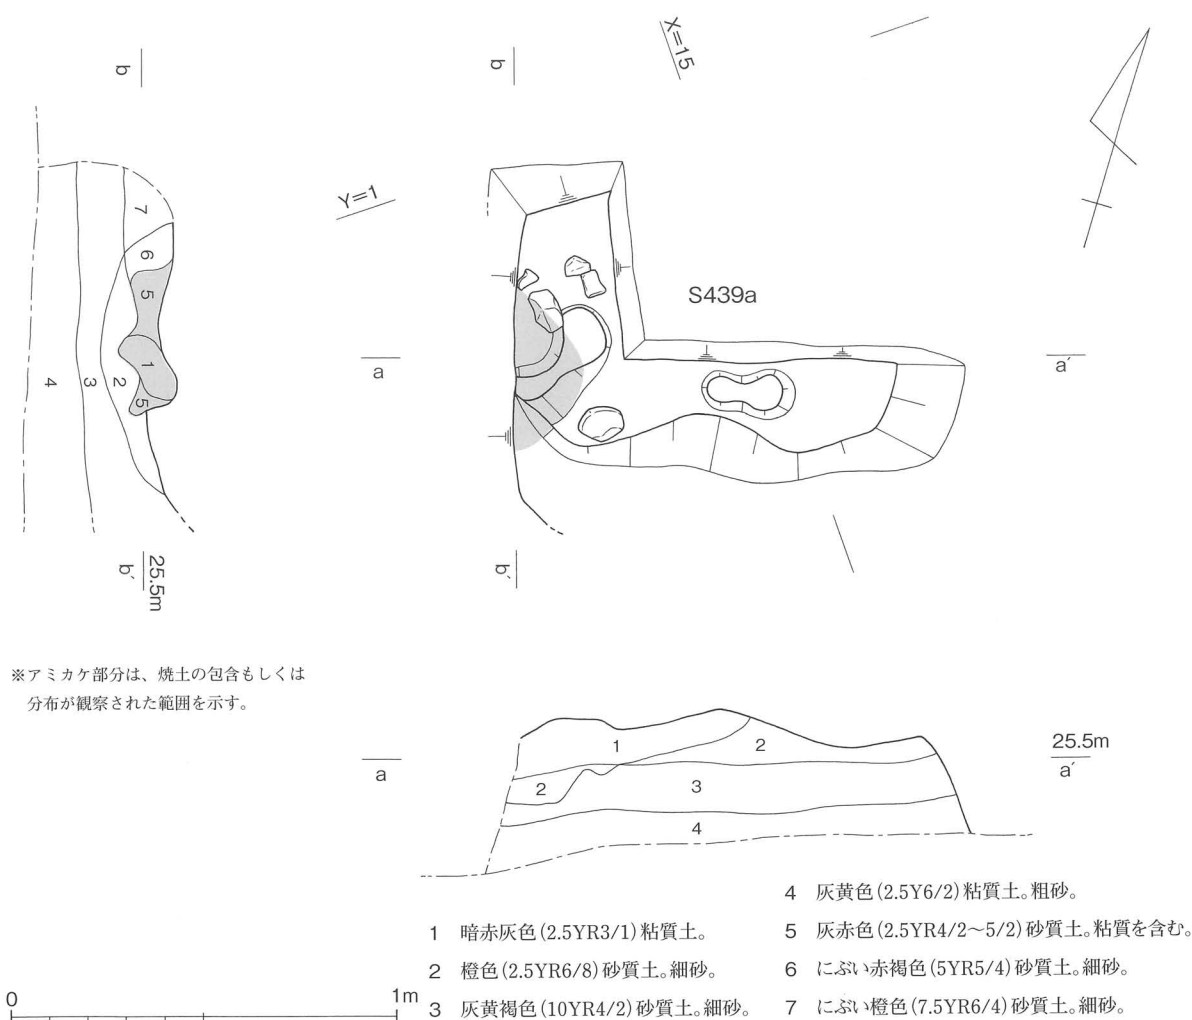 b
b
X=15
Y=1
7
6
5
1
4
3
2
5
S439a
a
a′
b′
25.5m
b′
※アミカケ部分は、焼土の包含もしくは
分布が観察された範囲を示す。
a
25.5m
a′
1
2
2
3
4
1 暗赤灰色(2.5YR3/1)粘質土。
2 橙色(2.5YR6/8)砂質土。細砂。
3 灰黄褐色(10YR4/2)砂質土。細砂。
4 灰黄色(2.5Y6/2)粘質土。粗砂。
5 灰赤色(2.5YR4/2〜5/2)砂質土。粘質を含む。
6 にぶい赤褐色(5YR5/4)砂質土。細砂。
7 にぶい橙色(7.5YR6/4)砂質土。細砂。
0
1m